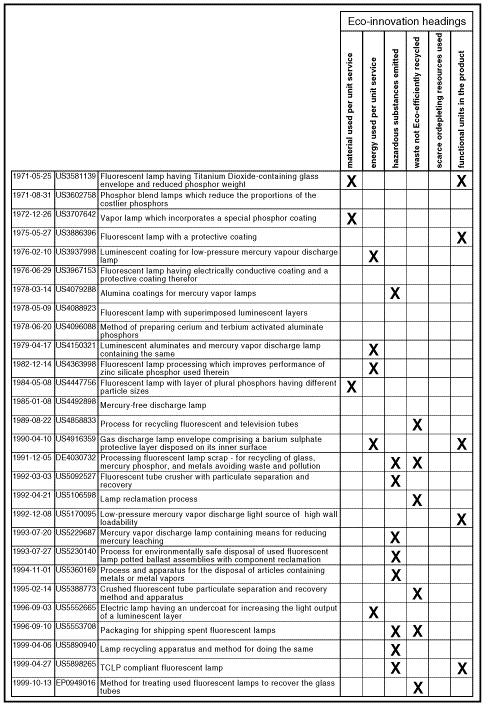 Eco-innovation headings
material used per unit service
energy used per unit service
hazardous substances emitted
waste not Eco-efficiently recycled
scarce ordepleting resources used
functional units in the product
1971-05-25 US3581139 Fluorescent lamp having Titanium Dioxide-containing glass
envelope and reduced phosphor weight X X
1971-08-31 US3602758 Phosphor blend lamps which reduce the proportions of the
costlier phosphors
1972-12-26 US3707642 Vapor lamp which incorporates a special phosphor coating X
1975-05-27 US3886396 Fluorescent lamp with a protective coating X
1976-02-10 US3937998 Luminescent coating for low-pressure mercury vapour discharge
lamp X
1976-06-29 US3967153 Fluorescent lamp having electrically conductive coating and a
protective coating therefor
1978-03-14 US4079288 Alumina coatings for mercury vapor lamps X
1978-05-09 US4088923 Fluorescent lamp with superimposed luminescent layers
1978-06-20 US4096088 Method of preparing cerium and terbium activated aluminate
phosphors
1979-04-17 US4150321 Luminescent aluminates and mercury vapor discharge lamp
containing the same X
1982-12-14 US4363998 Fluorescent lamp processing which improves performance of
zinc silicate phosphor used therein X
1984-05-08 US4447756 Fluorescent lamp with layer of plural phosphors having different
particle sizes X
1985-01-08 US4492898 Mercury-free discharge lamp
1989-08-22 US4858833 Process for recycling fluorescent and television tubes X
1990-04-10 US4916359 Gas discharge lamp envelope comprising a barium sulphate
protective layer disposed on its inner surface X X
1991-12-05 DE4030732 Processing fluorescent lamp scrap - for recycling of glass,
mercury phosphor, and metals avoiding waste and pollution X X
1992-03-03 US5092527 Fluorescent tube crusher with particulate separation and
recovery X
1992-04-21 US5106598 Lamp reclamation process X
1992-12-08 US5170095 Low-pressure mercury vapor discharge light source of high wall
loadability X
1993-07-20 US5229687 Mercury vapor discharge lamp containing means for reducing
mercury leaching X
1993-07-27 US5230140 Process for environmentally safe disposal of used fluorescent
lamp potted ballast assemblies with component reclamation X
1994-11-01 US5360169 Process and apparatus for the disposal of articles containing
metals or metal vapors X
1995-02-14 US5388773 Crushed fluorescent tube particulate separation and recovery
method and apparatus X
1996-09-03 US5552665 Electric lamp having an undercoat for increasing the light output
of a luminescent layer X
1996-09-10 US5553708 Packaging for shipping spent fluorescent lamps X X
1999-04-06 US5890940 Lamp recycling apparatus and method for doing the same X
1999-04-27 US5898265 TCLP compliant fluorescent lamp X X
1999-10-13 EP0949016 Method for treating used fluorescent lamps to recover the glass
tubes X